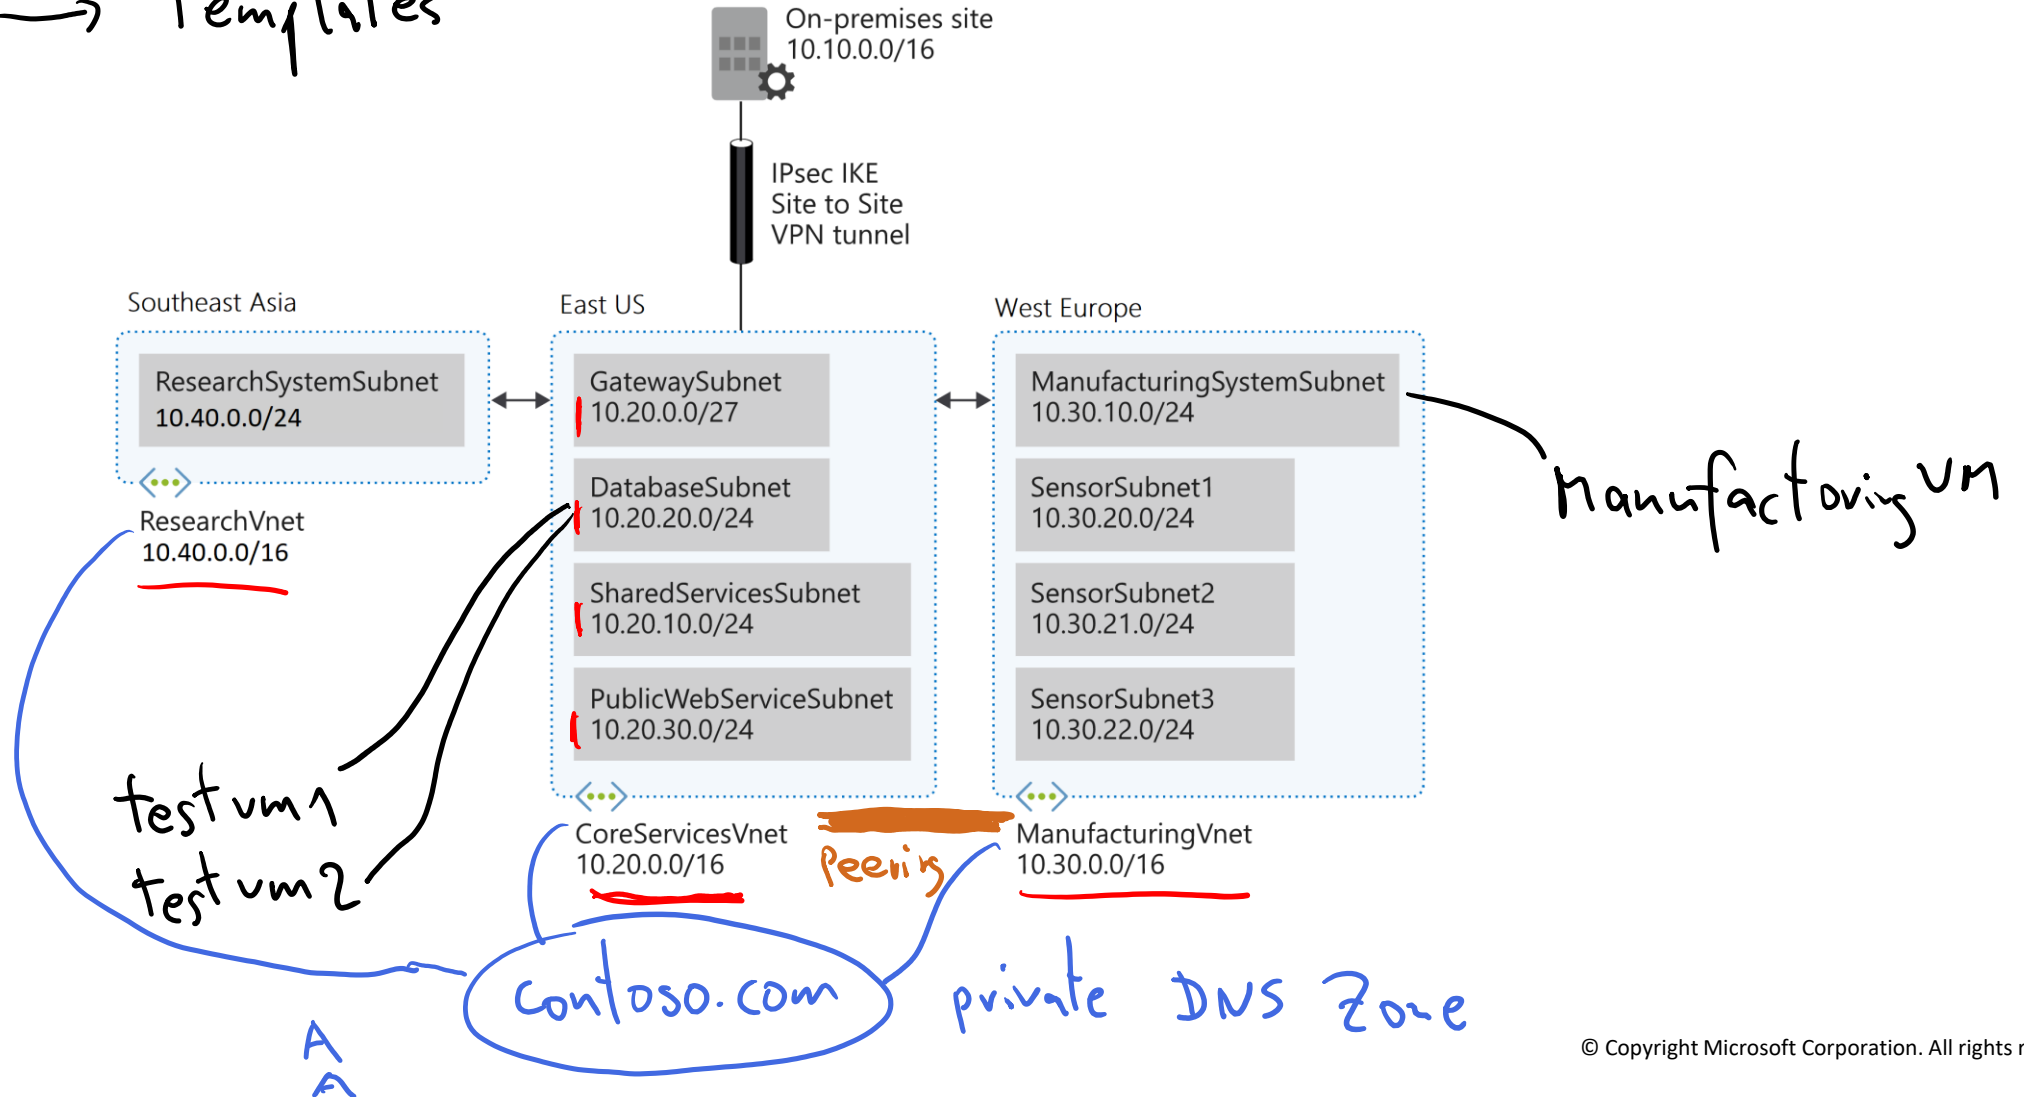 Templates
On-premises site
10.10.0.0/16
IPsec IKE
Site to Site
VPN tunnel
Southeast Asia
ResearchSystemSubnet
10.40.0.0/24
ResearchVnet
10.40.0.0/16
East US
GatewaySubnet
10.20.0.0/27
DatabaseSubnet
10.20.20.0/24
SharedServicesSubnet
10.20.10.0/24
PublicWebServiceSubnet
10.20.30.0/24
CoreServicesVnet
10.20.0.0/16
West Europe
ManufacturingSystemSubnet
10.30.10.0/24
SensorSubnet1
10.30.20.0/24
SensorSubnet2
10.30.21.0/24
SensorSubnet3
10.30.22.0/24
ManufacturingVnet
10.30.0.0/16
Manufactoring VM
test vm 1
test vm 2
Peering
contoso.com private DNS Zone
A
A
© Copyright Microsoft Corporation. All rights r